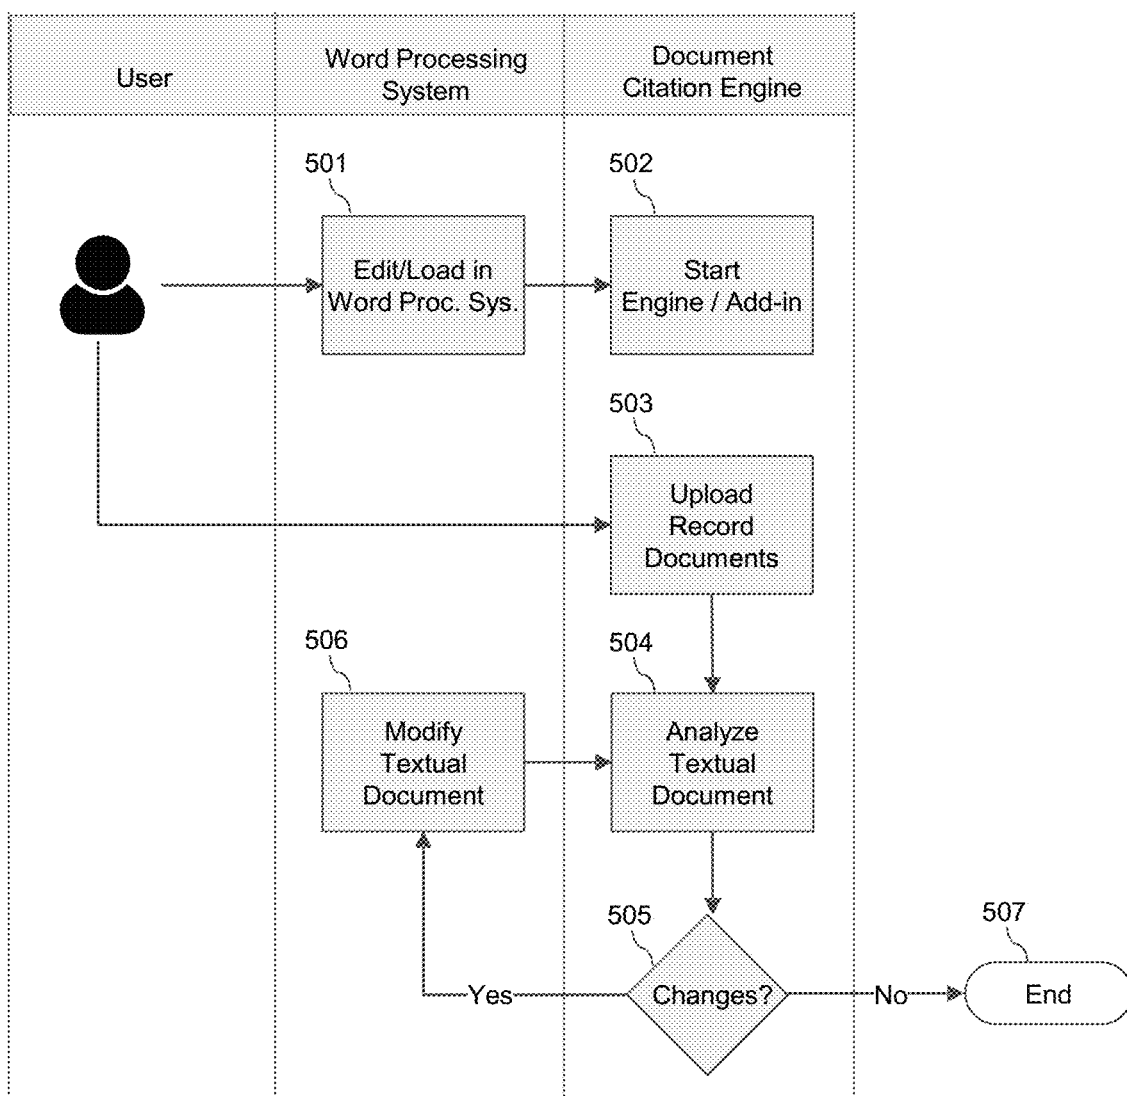 User
Word Processing
System
Document
Citation Engine
501
502
Edit/Load in
Word Proc. Sys.
Start
Engine / Add-in
503
Upload
Record
Documents
506
504
Modify
Textual
Document
Analyze
Textual
Document
505
507
Yes
Changes?
No
End